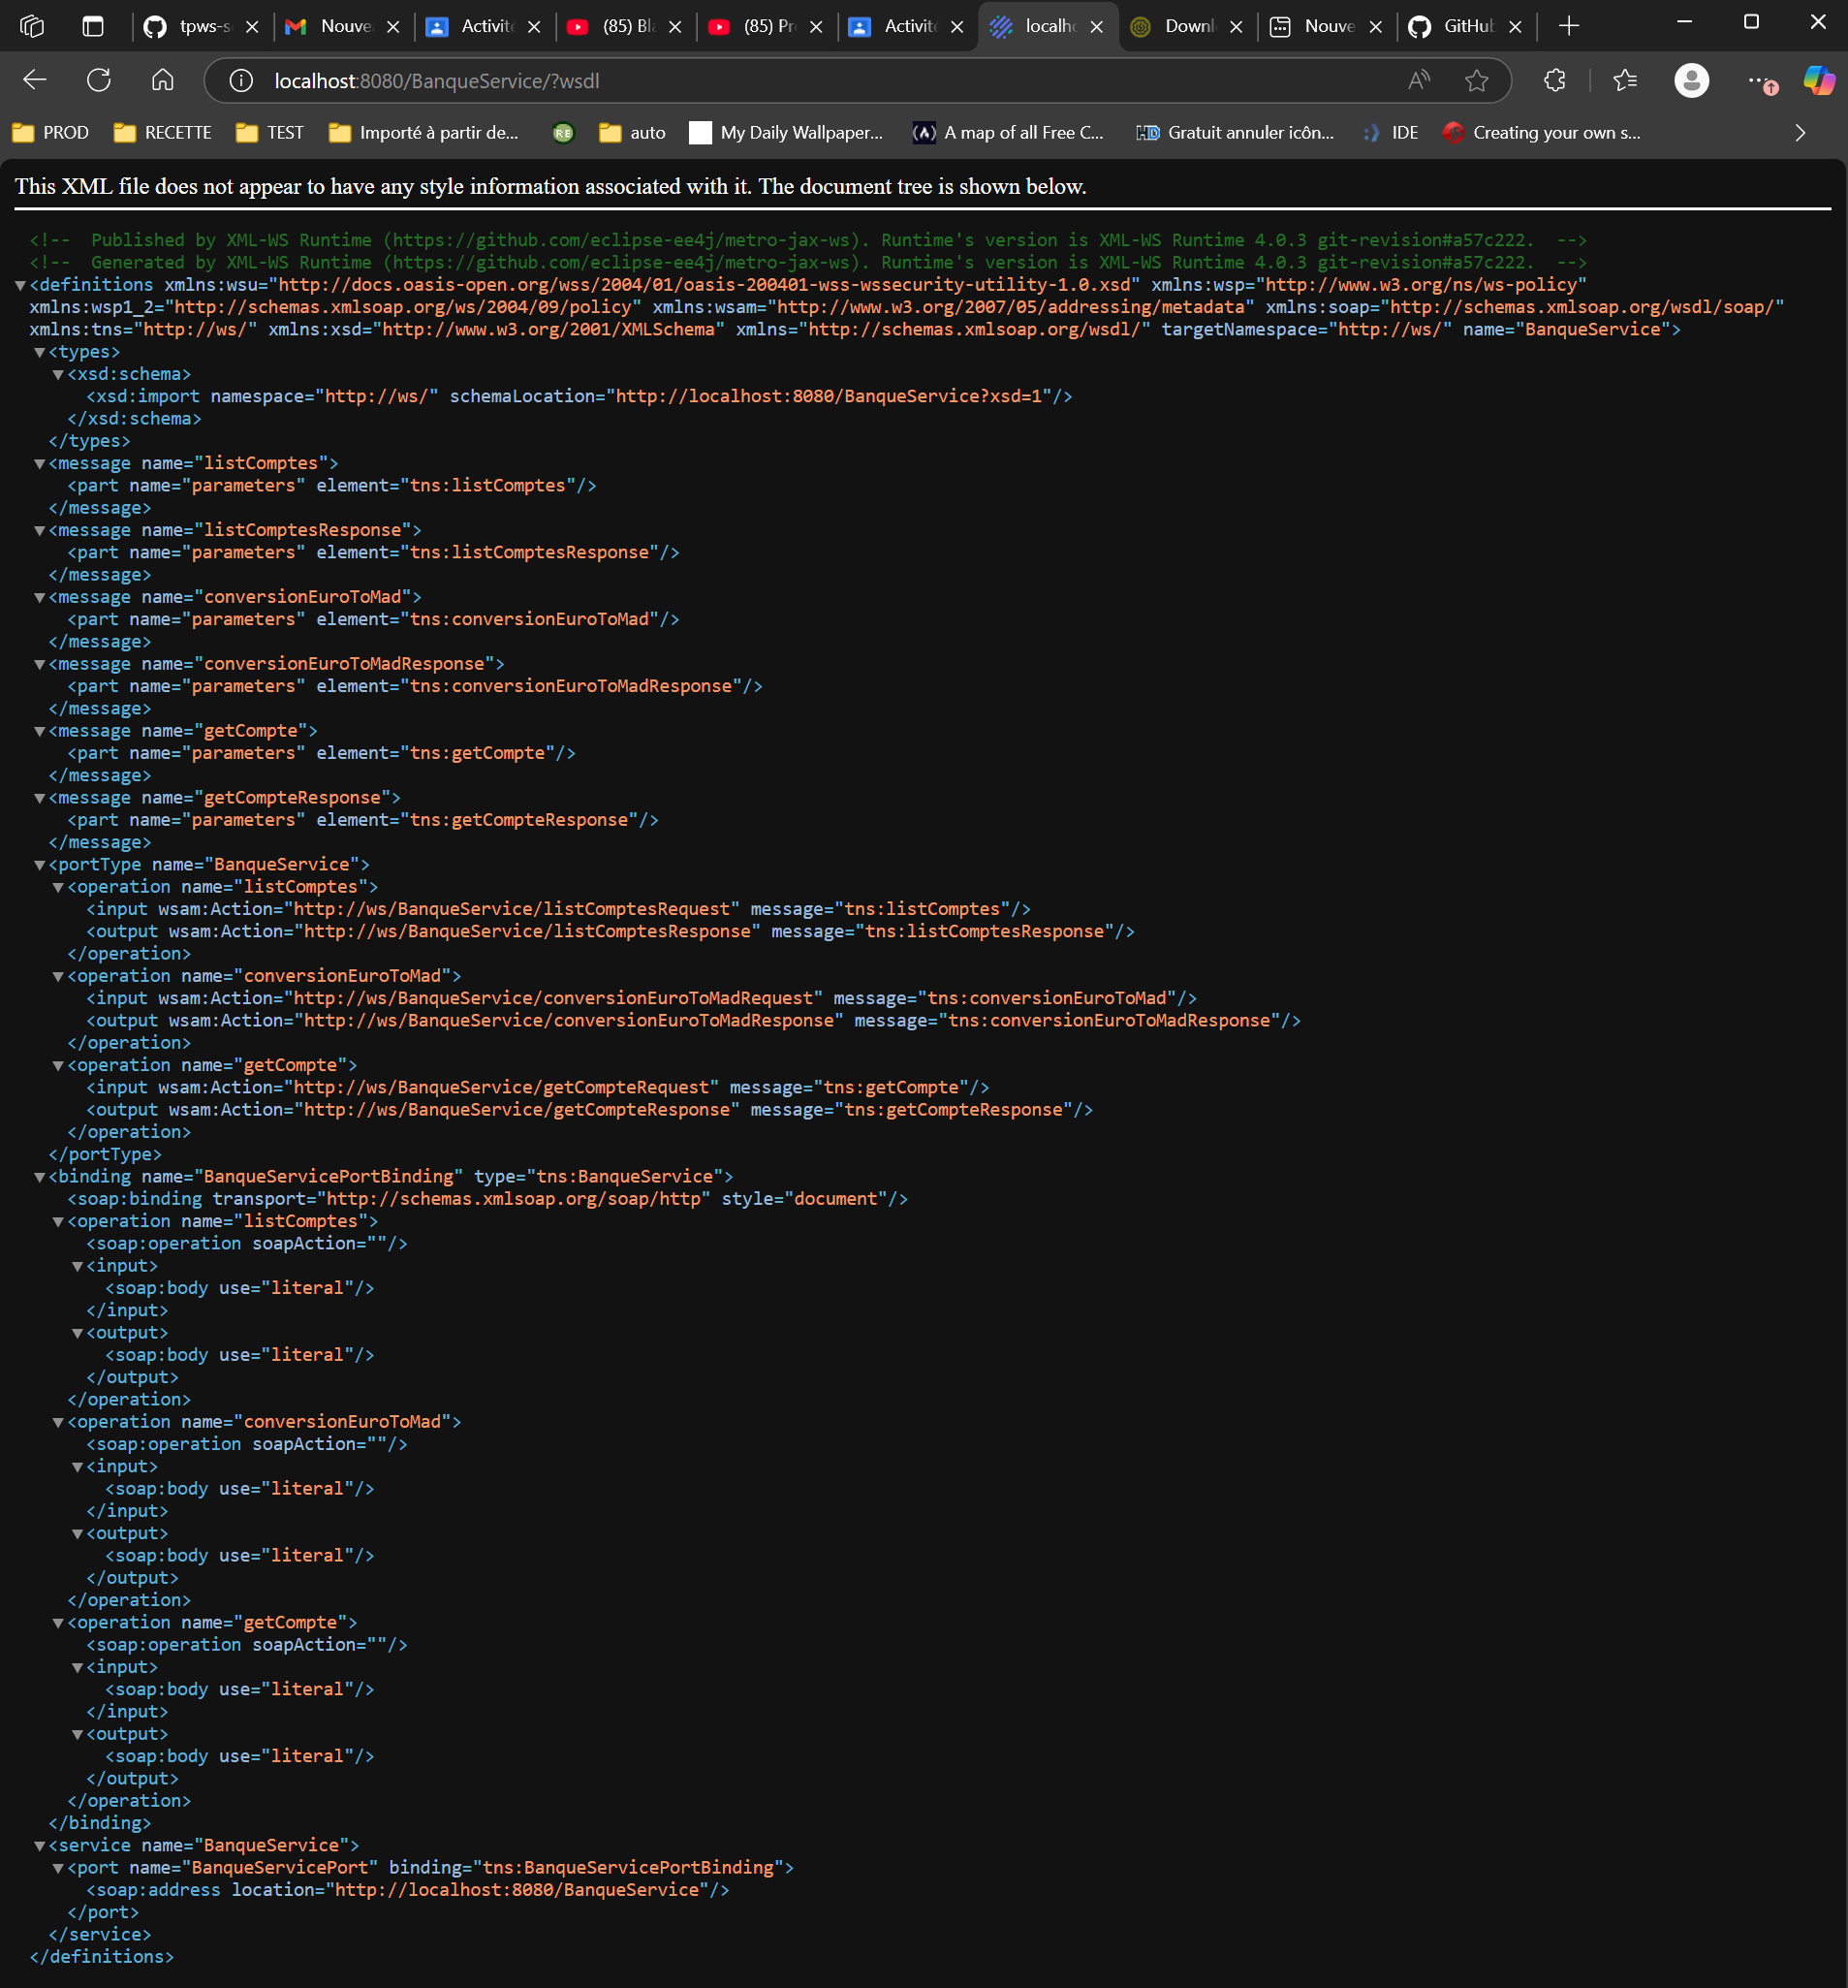 tpws-s
Nouve
Activité
(85) Bl
(85) Pr
Activité
localho
Downl
Nouve
GitHub
localhost:8080/BanqueService/?wsdl
PROD RECETTE TEST Importé à partir de... RE auto My Daily Wallpaper... A map of all Free C... HD Gratuit annuler icôn... IDE Creating your own s...
This XML file does not appear to have any style information associated with it. The document tree is shown below.
<!-- Published by XML-WS Runtime (https://github.com/eclipse-ee4j/metro-jax-ws). Runtime's version is XML-WS Runtime 4.0.3 git-revision#a57c222. -->
<!-- Generated by XML-WS Runtime (https://github.com/eclipse-ee4j/metro-jax-ws). Runtime's version is XML-WS Runtime 4.0.3 git-revision#a57c222. -->
<definitions xmlns:wsu="http://docs.oasis-open.org/wss/2004/01/oasis-200401-wss-wssecurity-utility-1.0.xsd" xmlns:wsp="http://www.w3.org/ns/ws-policy"
xmlns:wsp1_2="http://schemas.xmlsoap.org/ws/2004/09/policy" xmlns:wsam="http://www.w3.org/2007/05/addressing/metadata" xmlns:soap="http://schemas.xmlsoap.org/wsdl/soap/"
xmlns:tns="http://ws/" xmlns:xsd="http://www.w3.org/2001/XMLSchema" xmlns="http://schemas.xmlsoap.org/wsdl/" targetNamespace="http://ws/" name="BanqueService">
<types>
<xsd:schema>
<xsd:import namespace="http://ws/" schemaLocation="http://localhost:8080/BanqueService?xsd=1"/>
</xsd:schema>
</types>
<message name="listComptes">
<part name="parameters" element="tns:listComptes"/>
</message>
<message name="listComptesResponse">
<part name="parameters" element="tns:listComptesResponse"/>
</message>
<message name="conversionEuroToMad">
<part name="parameters" element="tns:conversionEuroToMad"/>
</message>
<message name="conversionEuroToMadResponse">
<part name="parameters" element="tns:conversionEuroToMadResponse"/>
</message>
<message name="getCompte">
<part name="parameters" element="tns:getCompte"/>
</message>
<message name="getCompteResponse">
<part name="parameters" element="tns:getCompteResponse"/>
</message>
<portType name="BanqueService">
<operation name="listComptes">
<input wsam:Action="http://ws/BanqueService/listComptesRequest" message="tns:listComptes"/>
<output wsam:Action="http://ws/BanqueService/listComptesResponse" message="tns:listComptesResponse"/>
</operation>
<operation name="conversionEuroToMad">
<input wsam:Action="http://ws/BanqueService/conversionEuroToMadRequest" message="tns:conversionEuroToMad"/>
<output wsam:Action="http://ws/BanqueService/conversionEuroToMadResponse" message="tns:conversionEuroToMadResponse"/>
</operation>
<operation name="getCompte">
<input wsam:Action="http://ws/BanqueService/getCompteRequest" message="tns:getCompte"/>
<output wsam:Action="http://ws/BanqueService/getCompteResponse" message="tns:getCompteResponse"/>
</operation>
</portType>
<binding name="BanqueServicePortBinding" type="tns:BanqueService">
<soap:binding transport="http://schemas.xmlsoap.org/soap/http" style="document"/>
<operation name="listComptes">
<soap:operation soapAction=""/>
<input>
<soap:body use="literal"/>
</input>
<output>
<soap:body use="literal"/>
</output>
</operation>
<operation name="conversionEuroToMad">
<soap:operation soapAction=""/>
<input>
<soap:body use="literal"/>
</input>
<output>
<soap:body use="literal"/>
</output>
</operation>
<operation name="getCompte">
<soap:operation soapAction=""/>
<input>
<soap:body use="literal"/>
</input>
<output>
<soap:body use="literal"/>
</output>
</operation>
</binding>
<service name="BanqueService">
<port name="BanqueServicePort" binding="tns:BanqueServicePortBinding">
<soap:address location="http://localhost:8080/BanqueService"/>
</port>
</service>
</definitions>